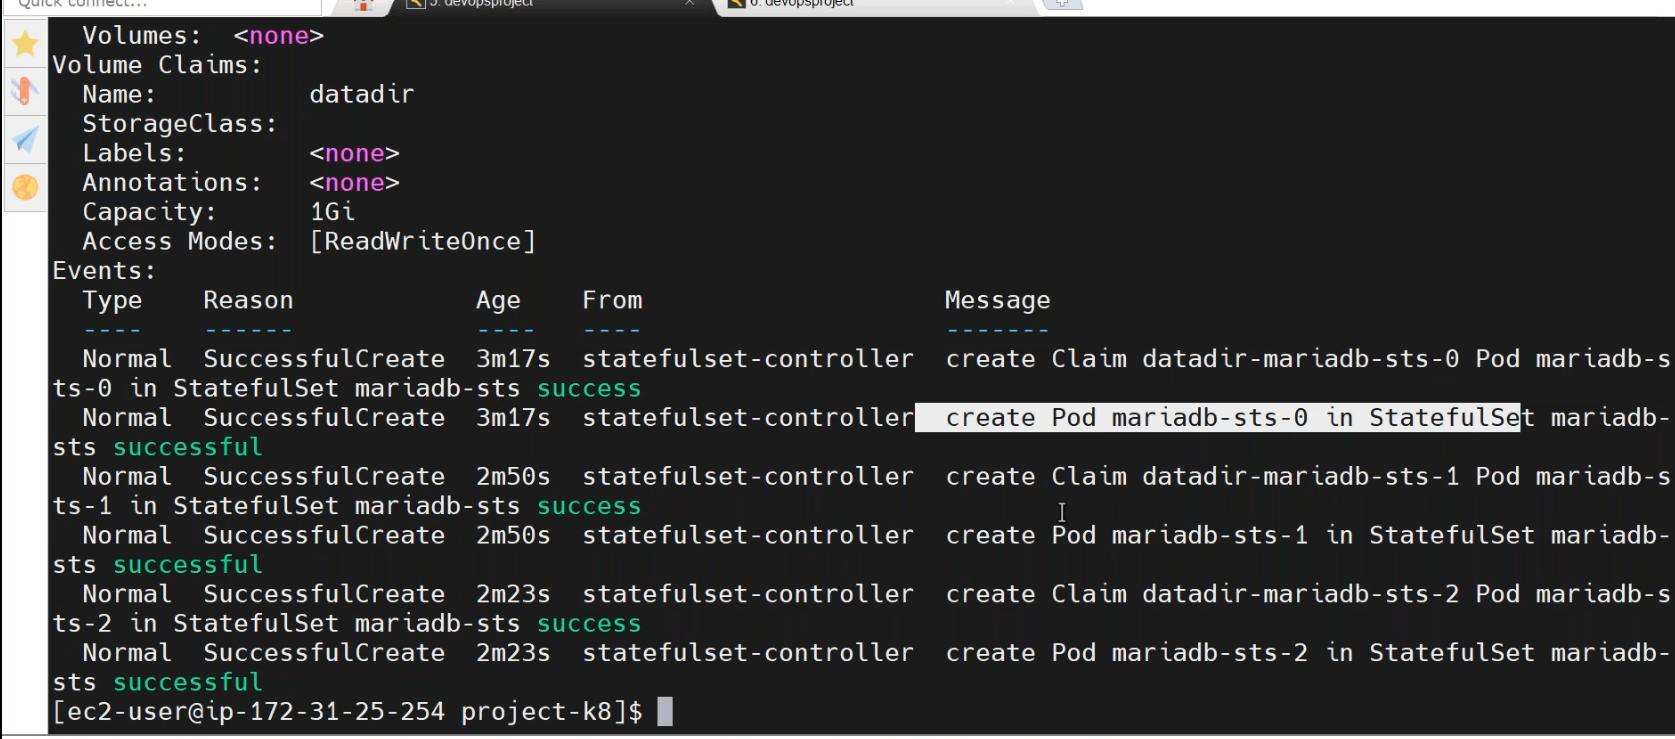 Quick connect...
5. devopsproject
6. devopsproject
Volumes: <none>
Volume Claims:
Name: datadir
StorageClass:
Labels: <none>
Annotations: <none>
Capacity: 1Gi
Access Modes: [ReadWriteOnce]
Events:
Type Reason Age From Message
---- ------ ---- ---- -------
Normal SuccessfulCreate 3m17s statefulset-controller create Claim datadir-mariadb-sts-0 Pod mariadb-s
ts-0 in StatefulSet mariadb-sts success
Normal SuccessfulCreate 3m17s statefulset-controller create Pod mariadb-sts-0 in StatefulSet mariadb-
sts successful
Normal SuccessfulCreate 2m50s statefulset-controller create Claim datadir-mariadb-sts-1 Pod mariadb-s
ts-1 in StatefulSet mariadb-sts success
Normal SuccessfulCreate 2m50s statefulset-controller create Pod mariadb-sts-1 in StatefulSet mariadb-
sts successful
Normal SuccessfulCreate 2m23s statefulset-controller create Claim datadir-mariadb-sts-2 Pod mariadb-s
ts-2 in StatefulSet mariadb-sts success
Normal SuccessfulCreate 2m23s statefulset-controller create Pod mariadb-sts-2 in StatefulSet mariadb-
sts successful
[ec2-user@ip-172-31-25-254 project-k8]$